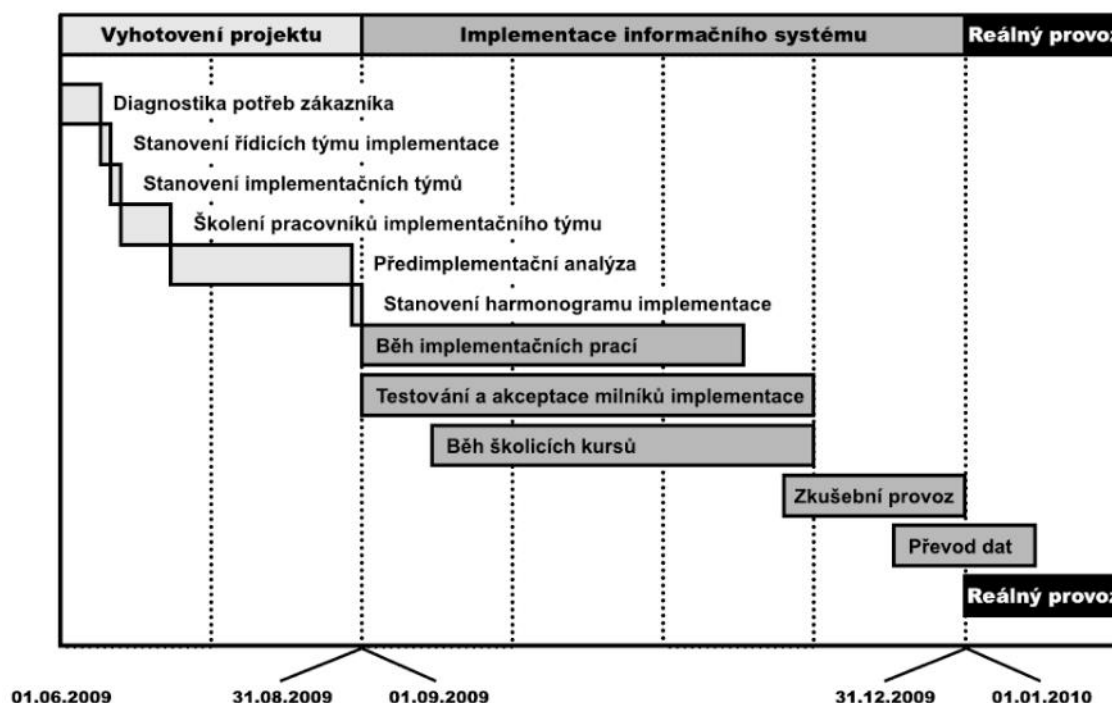 Vyhotovení projektu
Implementace informačního systému
Reálný provoz
Diagnostika potřeb zákazníka
Stanovení řídicích týmu implementace
Stanovení implementačních týmů
Školení pracovníků implementačního týmu
Předimplementační analýza
Stanovení harmonogramu implementace
Běh implementačních prací
Testování a akceptace milníků implementace
Běh školicích kursů
Zkušební provoz
Převod dat
Reálný provoz
01.06.2009
31.08.2009
01.09.2009
31.12.2009
01.01.2010